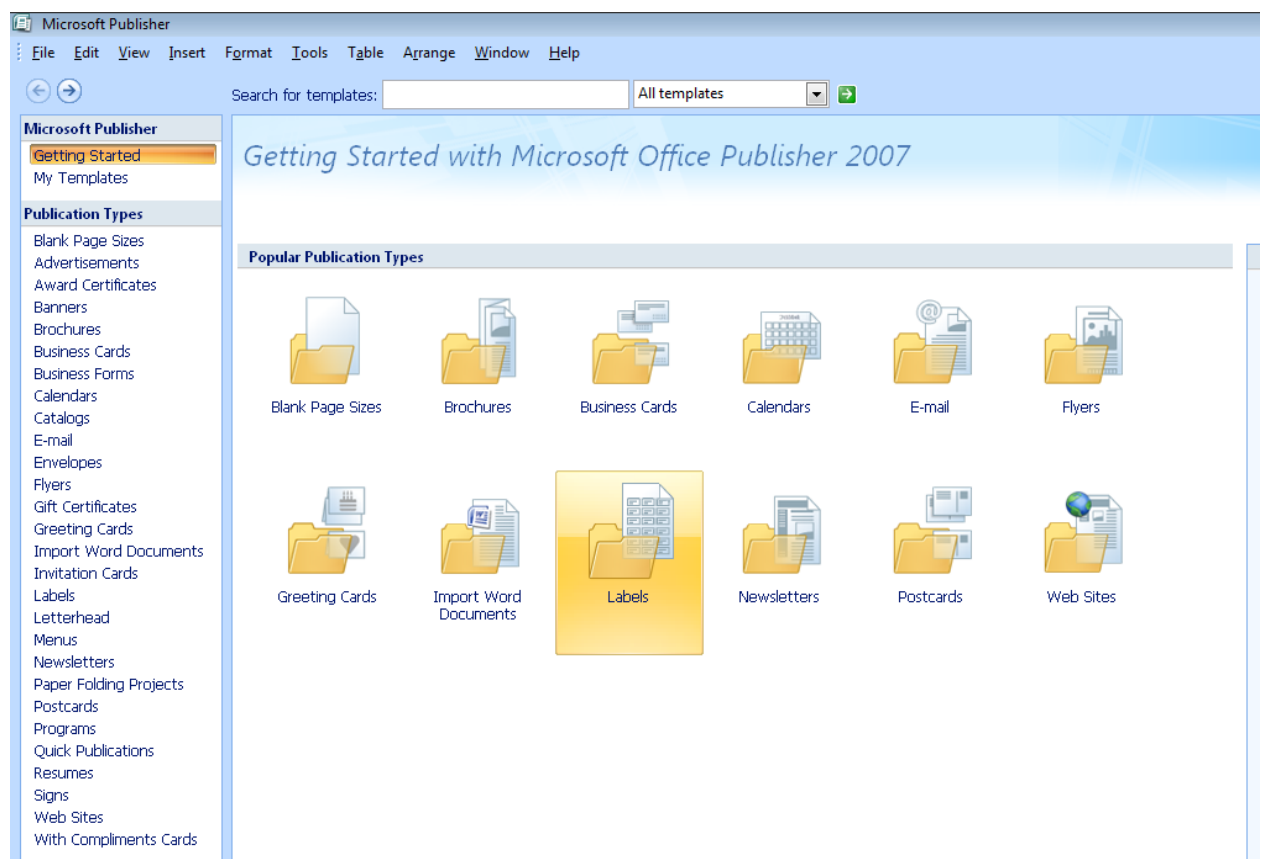 Microsoft Publisher
File Edit View Insert Format Tools Table Arrange Window Help
Search for templates: All templates
Microsoft Publisher
Getting Started
My Templates
Publication Types
Blank Page Sizes
Advertisements
Award Certificates
Banners
Brochures
Business Cards
Business Forms
Calendars
Catalogs
E-mail
Envelopes
Flyers
Gift Certificates
Greeting Cards
Import Word Documents
Invitation Cards
Labels
Letterhead
Menus
Newsletters
Paper Folding Projects
Postcards
Programs
Quick Publications
Resumes
Signs
Web Sites
With Compliments Cards
Getting Started with Microsoft Office Publisher 2007
Popular Publication Types
Blank Page Sizes Brochures Business Cards Calendars E-mail Flyers
Greeting Cards Import Word Labels Newsletters Postcards Web Sites
Documents